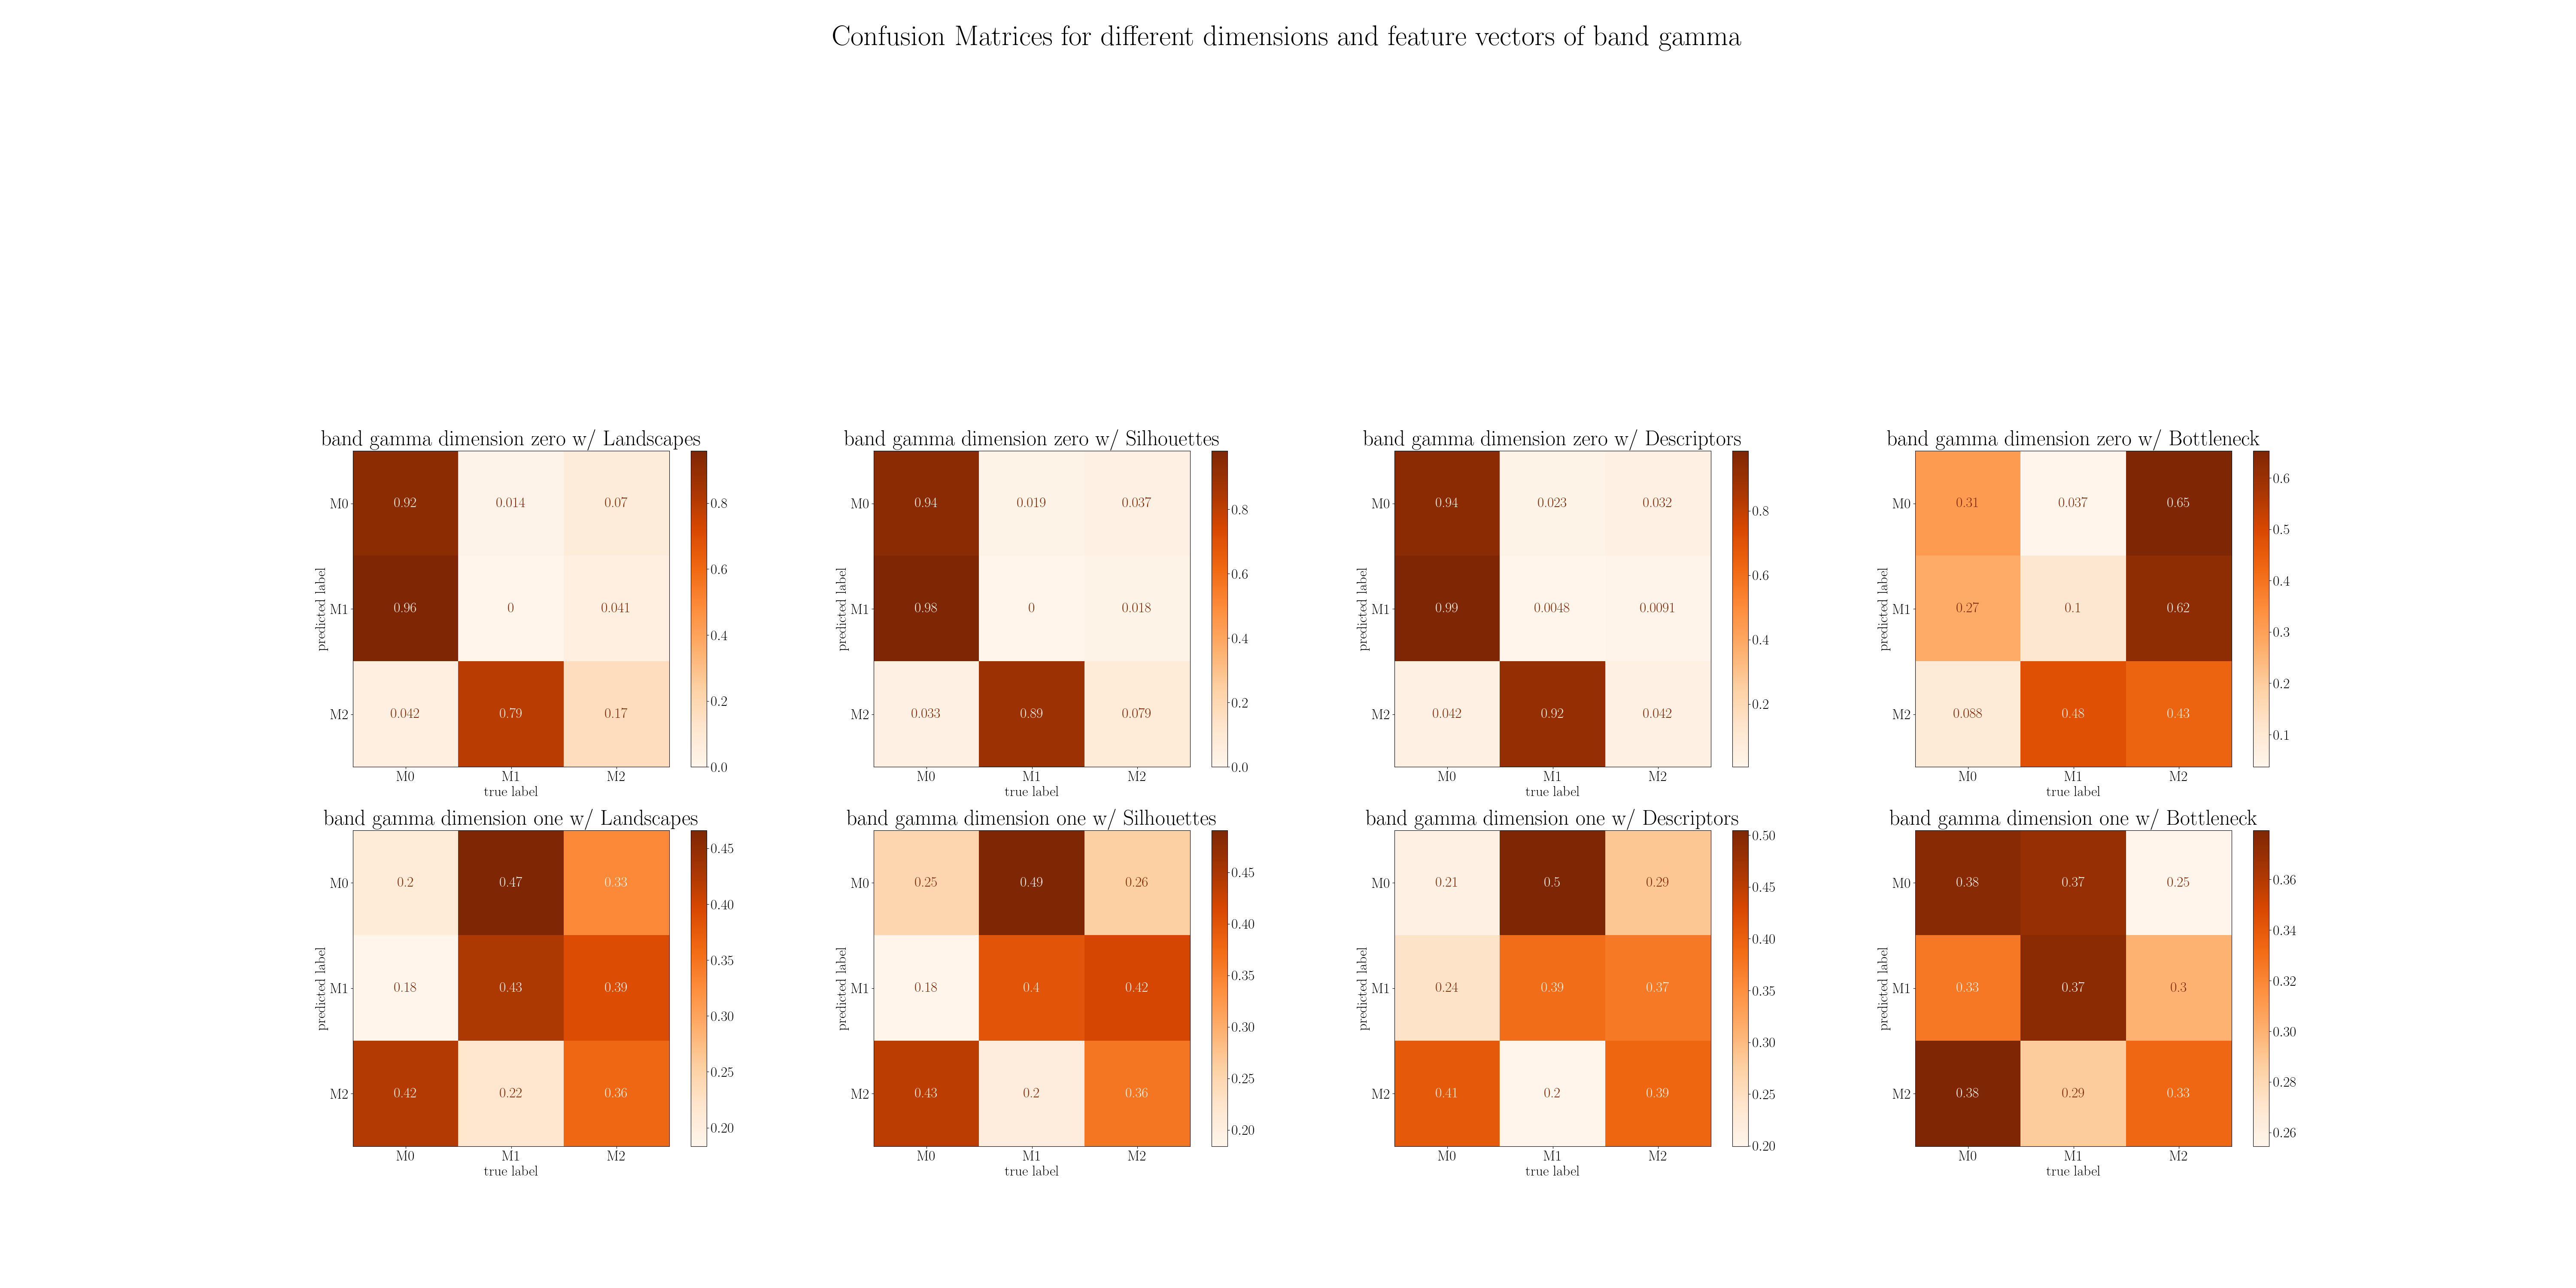 Confusion Matrices for different dimensions and feature vectors of band gamma
band gamma dimension zero w/ Landscapes
predicted label
M0 0.92 0.014 0.07
M1 0.96 0 0.041
M2 0.042 0.79 0.17
M0 M1 M2
true label
0.8
0.6
0.4
0.2
0.0
band gamma dimension zero w/ Silhouettes
predicted label
M0 0.94 0.019 0.037
M1 0.98 0 0.018
M2 0.033 0.89 0.079
M0 M1 M2
true label
0.8
0.6
0.4
0.2
0.0
band gamma dimension zero w/ Descriptors
predicted label
M0 0.94 0.023 0.032
M1 0.99 0.0048 0.0091
M2 0.042 0.92 0.042
M0 M1 M2
true label
0.8
0.6
0.4
0.2
band gamma dimension zero w/ Bottleneck
predicted label
M0 0.31 0.037 0.65
M1 0.27 0.1 0.62
M2 0.088 0.48 0.43
M0 M1 M2
true label
0.6
0.5
0.4
0.3
0.2
0.1
band gamma dimension one w/ Landscapes
predicted label
M0 0.2 0.47 0.33
M1 0.18 0.43 0.39
M2 0.42 0.22 0.36
M0 M1 M2
true label
0.45
0.40
0.35
0.30
0.25
0.20
band gamma dimension one w/ Silhouettes
predicted label
M0 0.25 0.49 0.26
M1 0.18 0.4 0.42
M2 0.43 0.2 0.36
M0 M1 M2
true label
0.45
0.40
0.35
0.30
0.25
0.20
band gamma dimension one w/ Descriptors
predicted label
M0 0.21 0.5 0.29
M1 0.24 0.39 0.37
M2 0.41 0.2 0.39
M0 M1 M2
true label
0.50
0.45
0.40
0.35
0.30
0.25
0.20
band gamma dimension one w/ Bottleneck
predicted label
M0 0.38 0.37 0.25
M1 0.33 0.37 0.3
M2 0.38 0.29 0.33
M0 M1 M2
true label
0.36
0.34
0.32
0.30
0.28
0.26